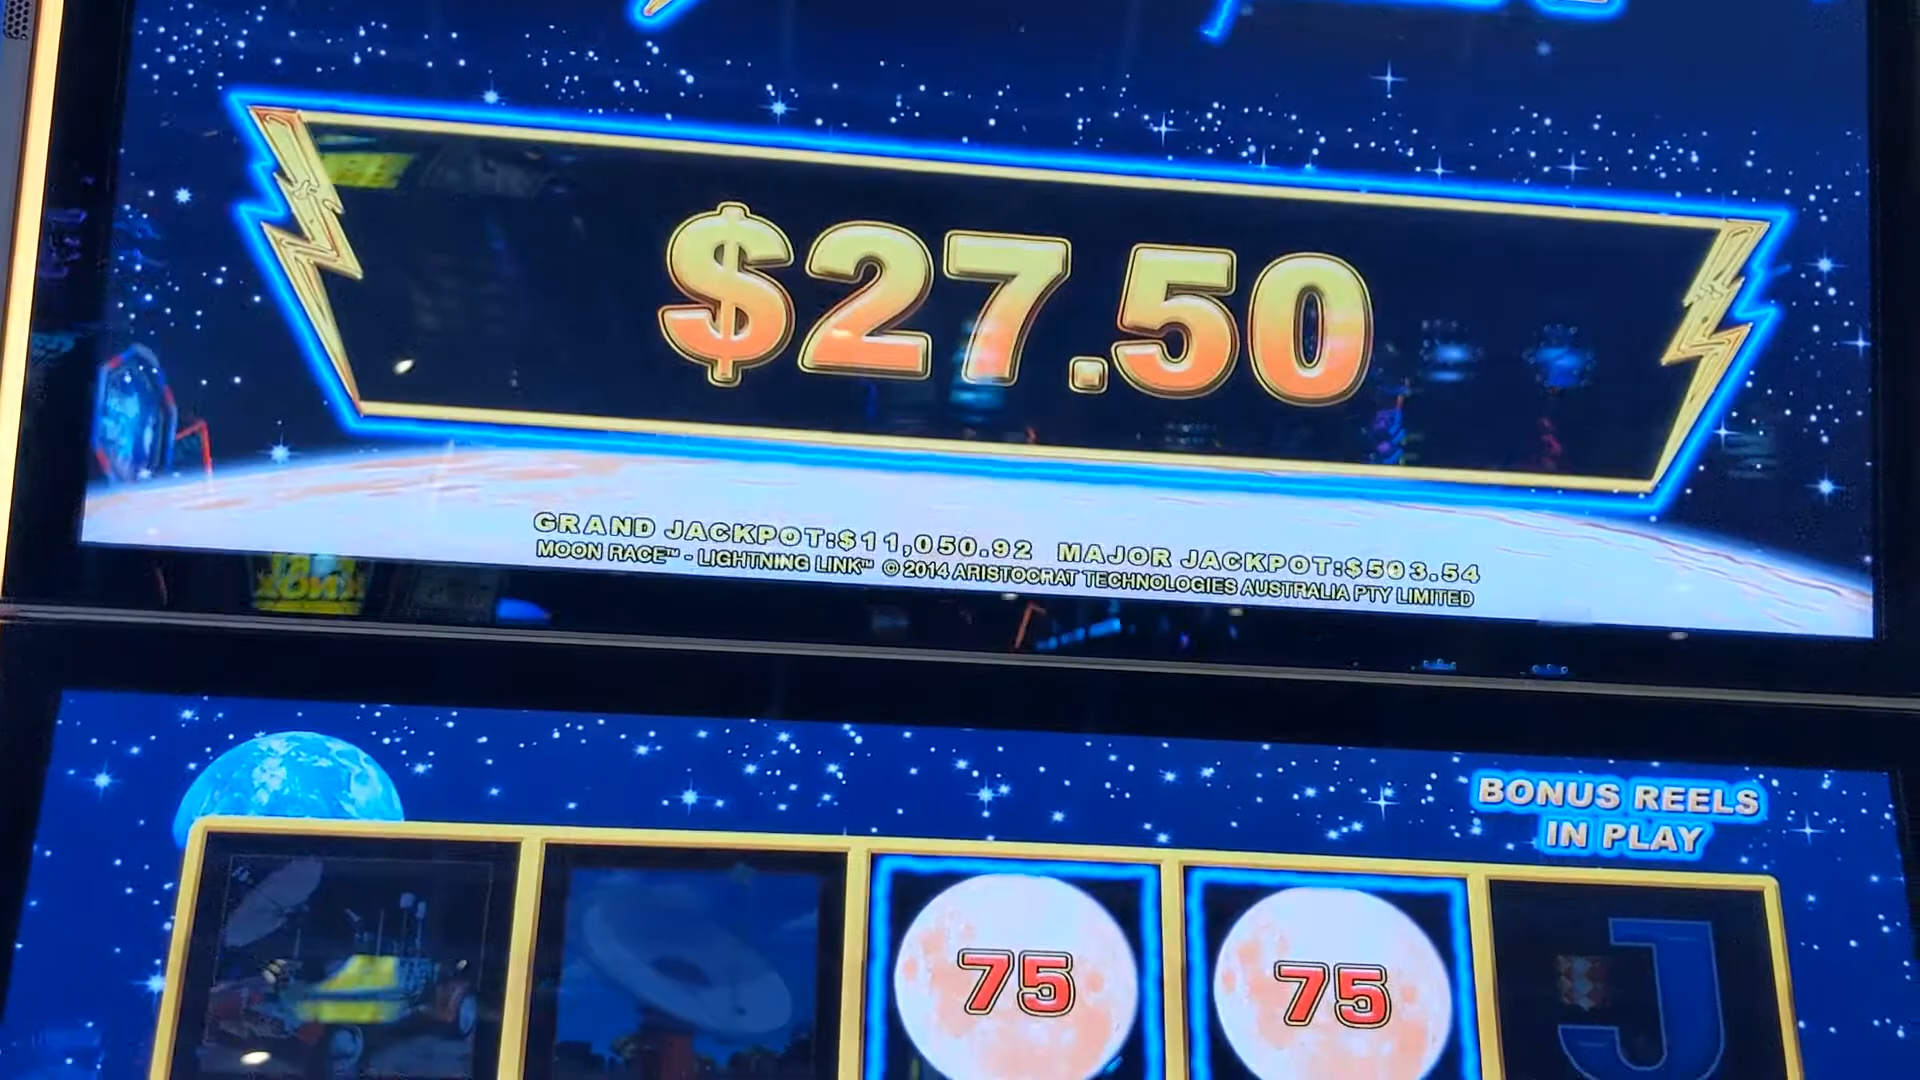 $27.50
GRAND JACKPOT:$11,050.92 MAJOR JACKPOT:$593.54
MOON RACE™ - LIGHTNING LINK™ © 2014 ARISTOCRAT TECHNOLOGIES AUSTRALIA PTY LIMITED
BONUS REELS
IN PLAY
75 75 J